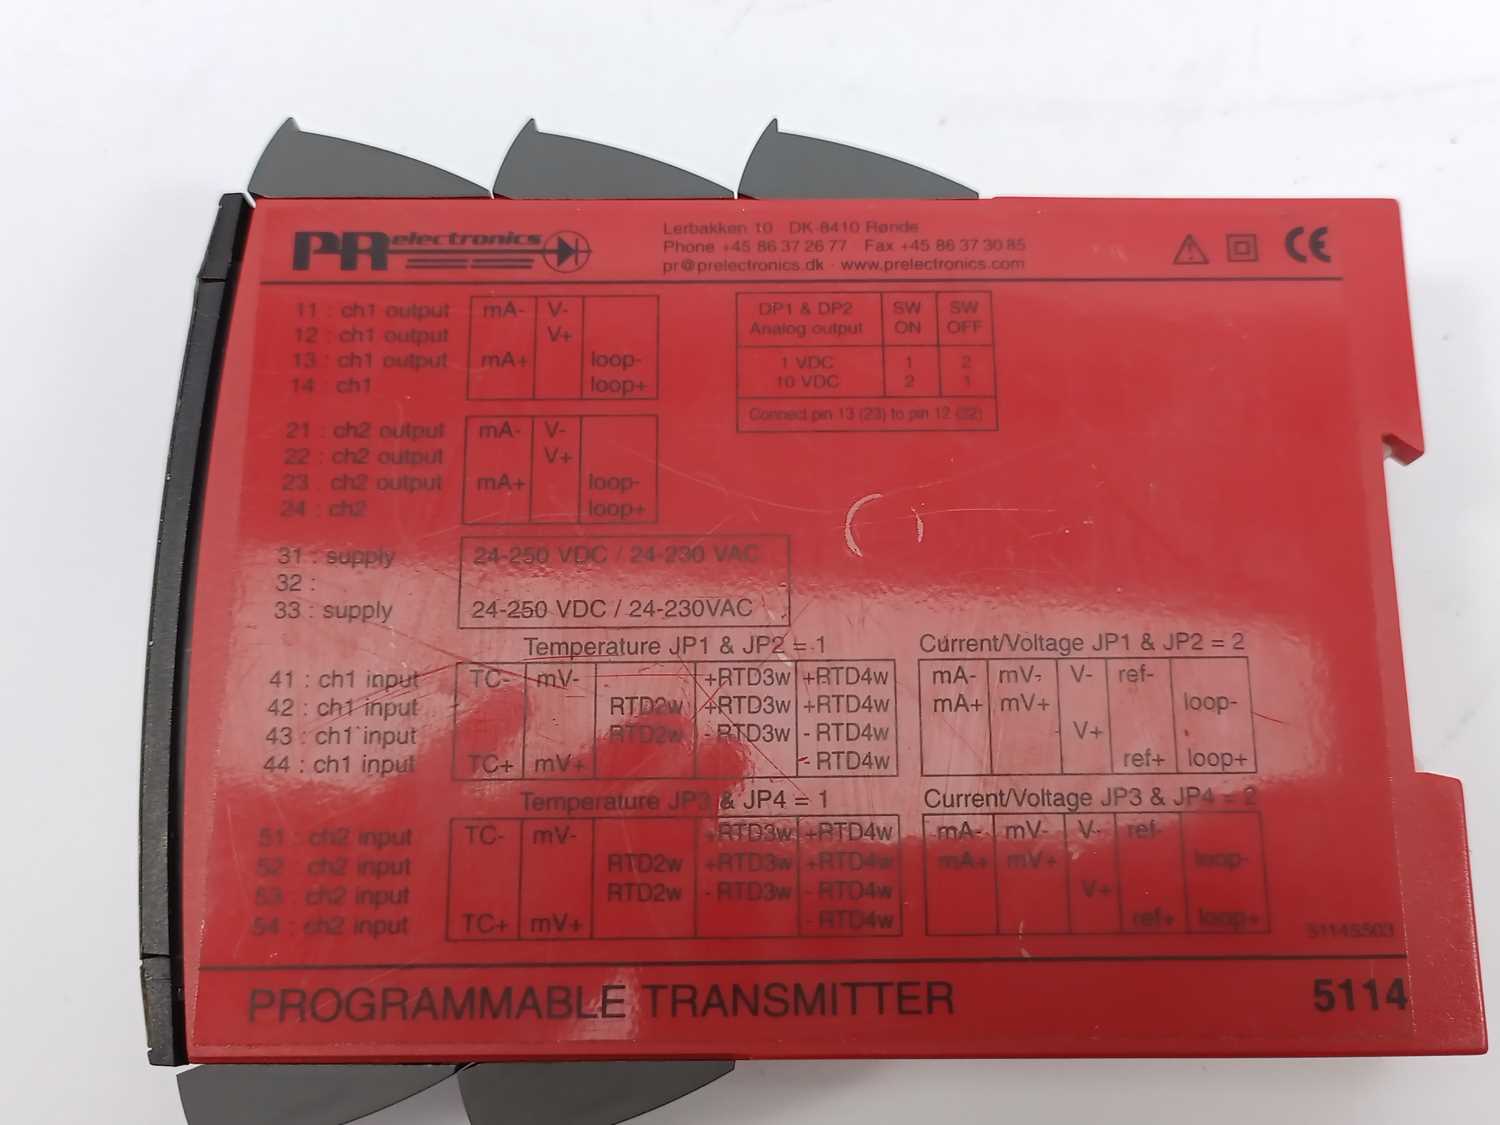 PR electronics
Lerbakken 10 DK-8410 Rønde
Phone +45 86 37 26 77 Fax +45 86 37 30 85
pr@prelectronics.dk · www.prelectronics.com
CE
11 : ch1 output mA- V-
12 : ch1 output V+
13 : ch1 output mA+ loop-
14 : ch1 loop+
DP1 & DP2 SW SW
Analog output ON OFF
1 VDC 1 2
10 VDC 2 1
Connect pin 13 (23) to pin 12 (22)
21 : ch2 output mA- V-
22 : ch2 output V+
23 : ch2 output mA+ loop-
24 : ch2 loop+
31 : supply 24-250 VDC / 24-230 VAC
32 :
33 : supply 24-250 VDC / 24-230VAC
Temperature JP1 & JP2 = 1 Current/Voltage JP1 & JP2 = 2
41 : ch1 input TC- mV- +RTD3w +RTD4w mA- mV- V- ref-
42 : ch1 input RTD2w +RTD3w +RTD4w mA+ mV+ loop-
43 : ch1 input RTD2w - RTD3w - RTD4w V+
44 : ch1 input TC+ mV+ - RTD4w ref+ loop+
Temperature JP3 & JP4 = 1 Current/Voltage JP3 & JP4 = 2
51 : ch2 input TC- mV- +RTD3w +RTD4w mA- mV- V- ref-
52 : ch2 input RTD2w +RTD3w +RTD4w mA+ mV+ loop-
53 : ch2 input RTD2w - RTD3w - RTD4w V+
54 : ch2 input TC+ mV+ - RTD4w ref+ loop+
5114S503
PROGRAMMABLE TRANSMITTER 5114